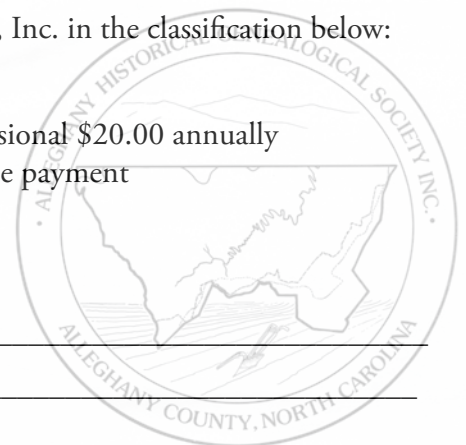 , Inc. in the classification below:
sional $20.00 annually
e payment
• ALLEGHANY HISTORICAL GENEALOGICAL SOCIETY INC. •
ALLEGHANY COUNTY, NORTH CAROLINA